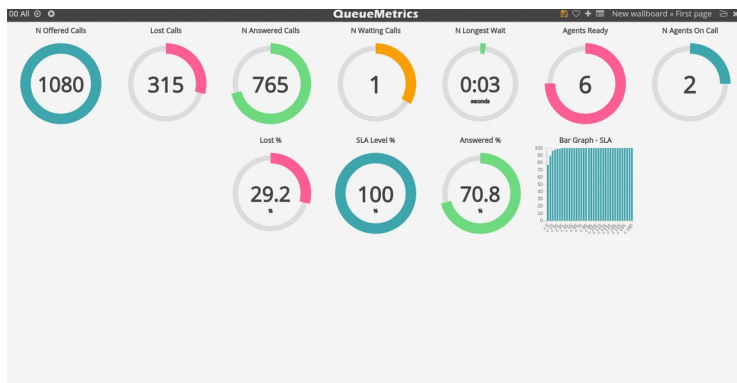 00 All
QueueMetrics
New wallboard » First page
N Offered Calls
Lost Calls
N Answered Calls
N Waiting Calls
N Longest Wait
Agents Ready
N Agents On Call
1080
315
765
1
0:03
seconds
6
2
Lost %
SLA Level %
Answered %
Bar Graph - SLA
29.2
%
100
%
70.8
%
100
90
80
70
60
50
40
30
20
10
0